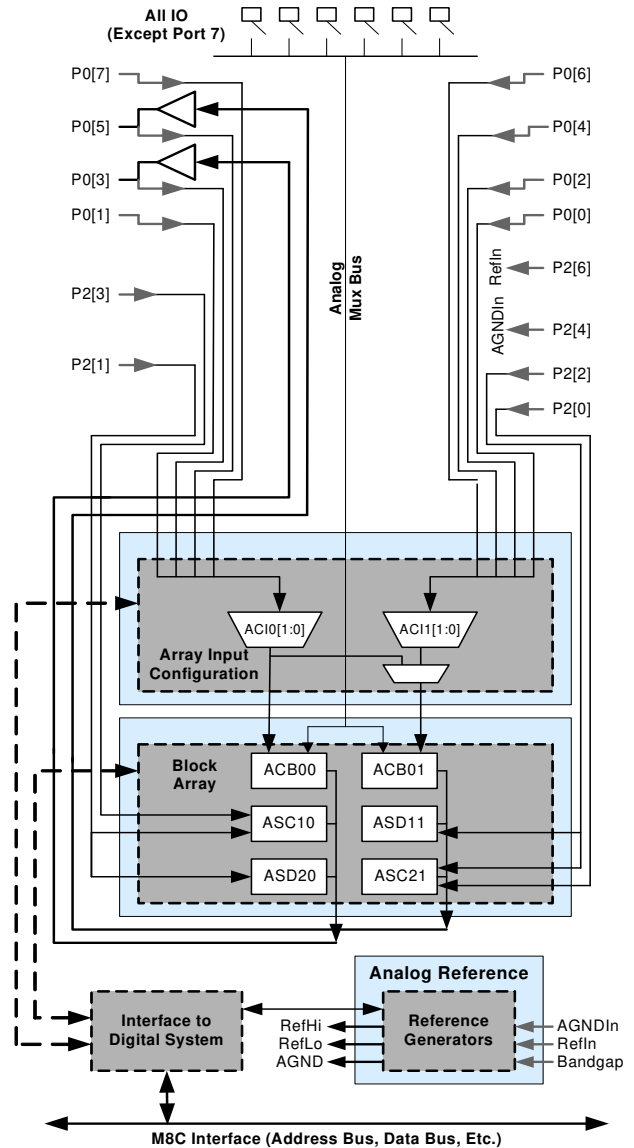 All IO
(Except Port 7)
P0[7]
P0[5]
P0[3]
P0[1]
P2[3]
P2[1]
P0[6]
P0[4]
P0[2]
P0[0]
P2[6]
P2[4]
P2[2]
P2[0]
RefIn
AGNDIn
Analog
Mux Bus
ACI0[1:0]
ACI1[1:0]
Array Input
Configuration
Block
Array
ACB00
ACB01
ASC10
ASD11
ASD20
ASC21
Analog Reference
Interface to
Digital System
RefHi
RefLo
AGND
Reference
Generators
AGNDIn
RefIn
Bandgap
M8C Interface (Address Bus, Data Bus, Etc.)